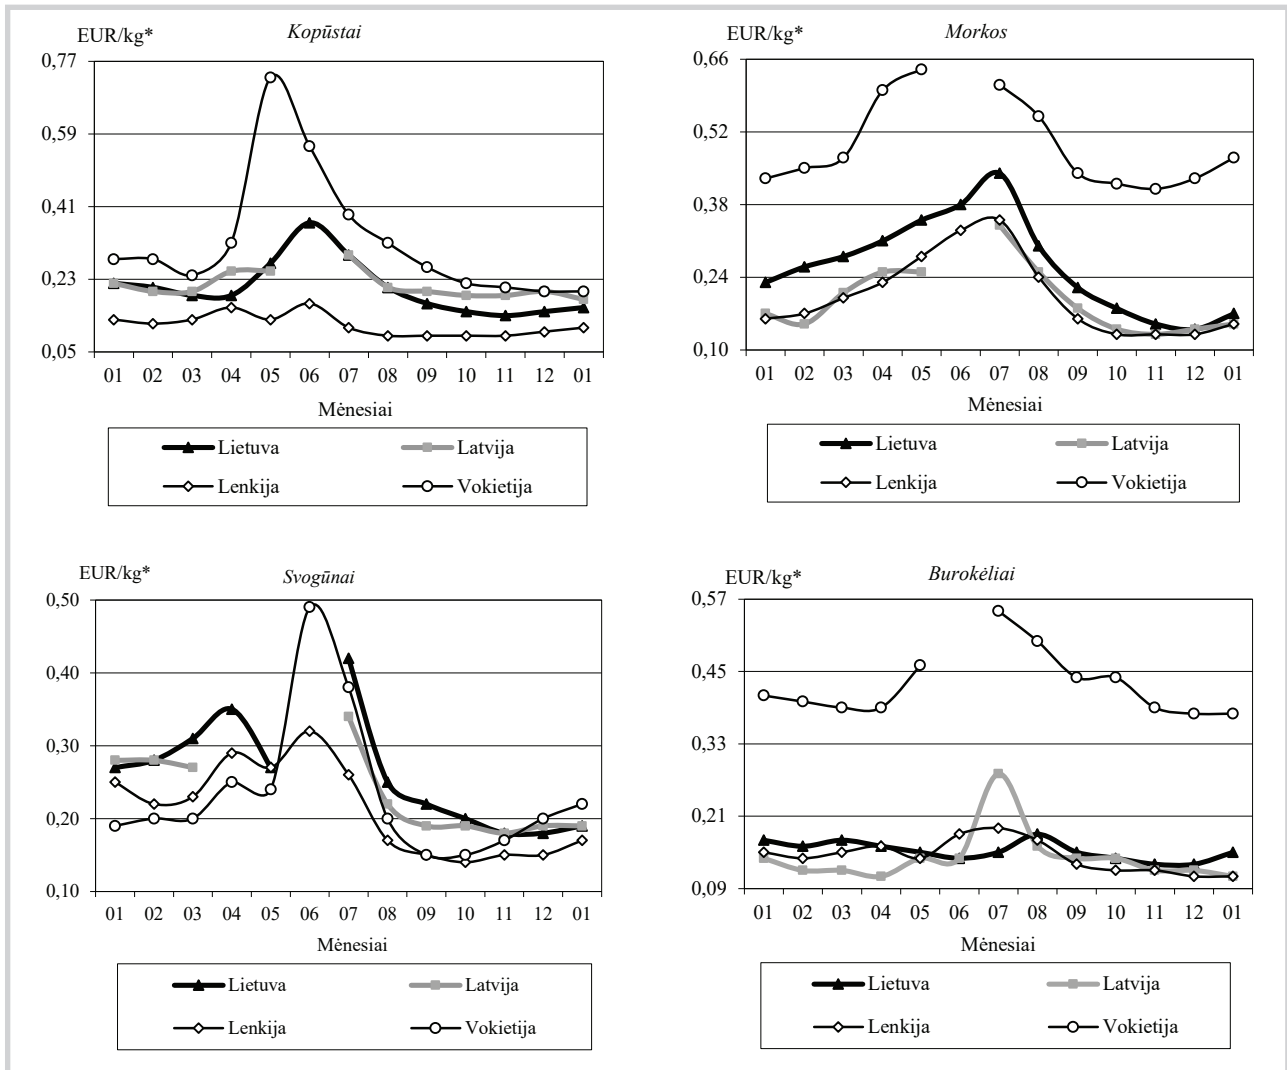 EUR/kg*
Kopūstai
0,77
0,59
0,41
0,23
0,05
01 02 03 04 05 06 07 08 09 10 11 12 01
Mėnesiai
Lietuva
Latvija
Lenkija
Vokietija
EUR/kg*
Morkos
0,66
0,52
0,38
0,24
0,10
01 02 03 04 05 06 07 08 09 10 11 12 01
Mėnesiai
Lietuva
Latvija
Lenkija
Vokietija
EUR/kg*
Svogūnai
0,50
0,40
0,30
0,20
0,10
01 02 03 04 05 06 07 08 09 10 11 12 01
Mėnesiai
Lietuva
Latvija
Lenkija
Vokietija
EUR/kg*
Burokėliai
0,57
0,45
0,33
0,21
0,09
01 02 03 04 05 06 07 08 09 10 11 12 01
Mėnesiai
Lietuva
Latvija
Lenkija
Vokietija